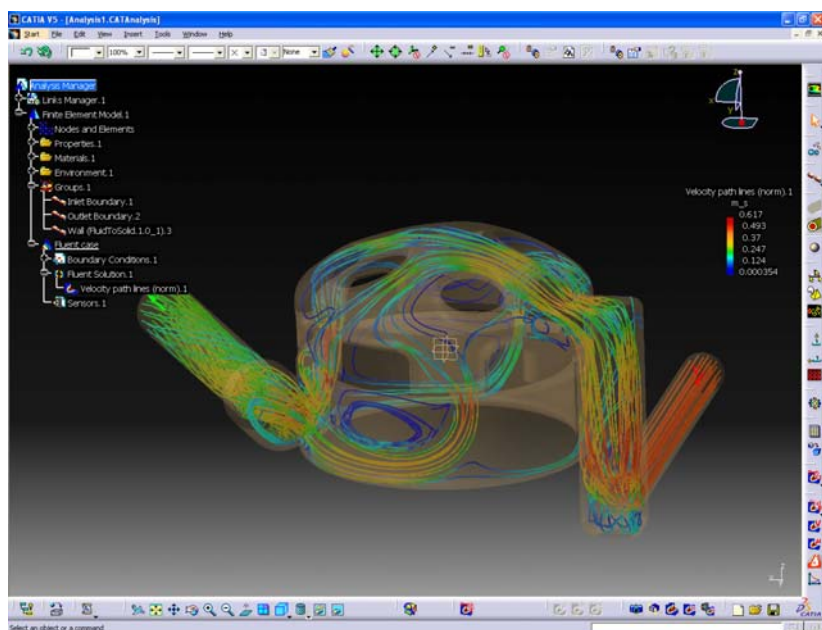 CATIA V5 - [Analysis1.CATAnalysis]
Start File Edit View Insert Tools Window Help
100% None
Analysis Manager
Links Manager.1
Finite Element Model.1
Nodes and Elements
Properties.1
Materials.1
Environment.1
Groups.1
Inlet Boundary.1
Outlet Boundary.2
Wall (FluidToSolid.1.0_1).3
Fluent case
Boundary Conditions.1
Fluent Solution.1
Velocity path lines (norm).1
Sensors.1
z
x
y
Velocity path lines (norm).1
m_s
0.617
0.493
0.37
0.247
0.124
0.000354
z
CATIA
Select an object or a command